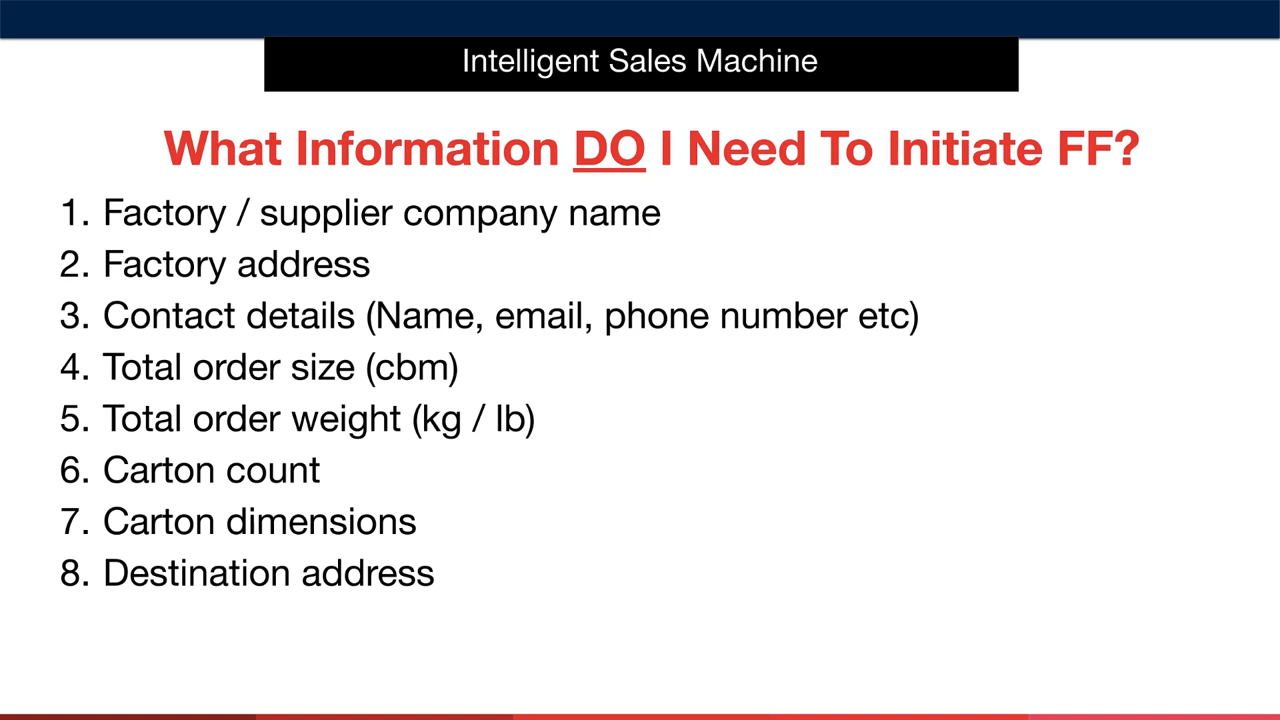 Intelligent Sales Machine
What Information DO I Need To Initiate FF?
1. Factory / supplier company name
2. Factory address
3. Contact details (Name, email, phone number etc)
4. Total order size (cbm)
5. Total order weight (kg / lb)
6. Carton count
7. Carton dimensions
8. Destination address